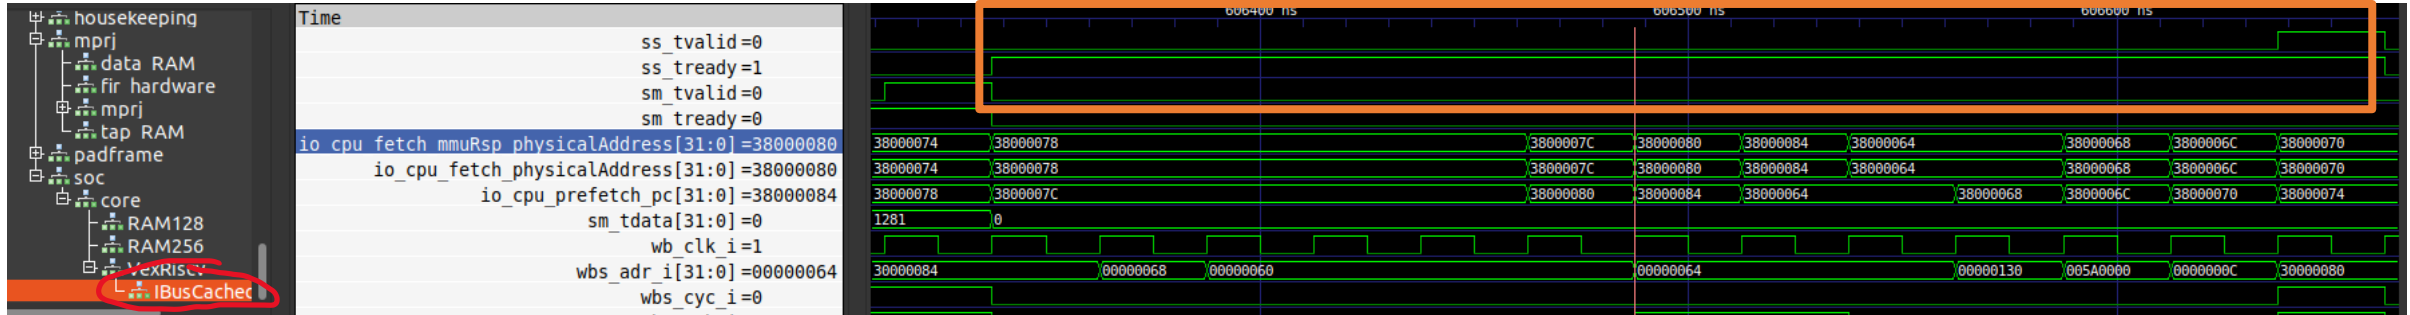 housekeeping
mprj
data RAM
fir hardware
mprj
tap RAM
padframe
soc
core
RAM128
RAM256
VexRiscv
IBusCached
Time
ss_tvalid=0
ss_tready=1
sm_tvalid=0
sm_tready=0
io_cpu_fetch_mmuRsp_physicalAddress[31:0]=38000080
io_cpu_fetch_physicalAddress[31:0]=38000080
io_cpu_prefetch_pc[31:0]=38000084
sm_tdata[31:0]=0
wb_clk_i=1
wbs_adr_i[31:0]=00000064
wbs_cyc_i=0
606400 ns 606500 ns 606600 ns
38000074 38000078 3800007C 38000080 38000084 38000064 38000068 3800006C 38000070
38000074 38000078 3800007C 38000080 38000084 38000064 38000068 3800006C 38000070
38000078 3800007C 38000080 38000084 38000064 38000068 3800006C 38000070 38000074
1281 0
30000084 00000068 00000060 00000064 00000130 005A0000 0000000C 30000080